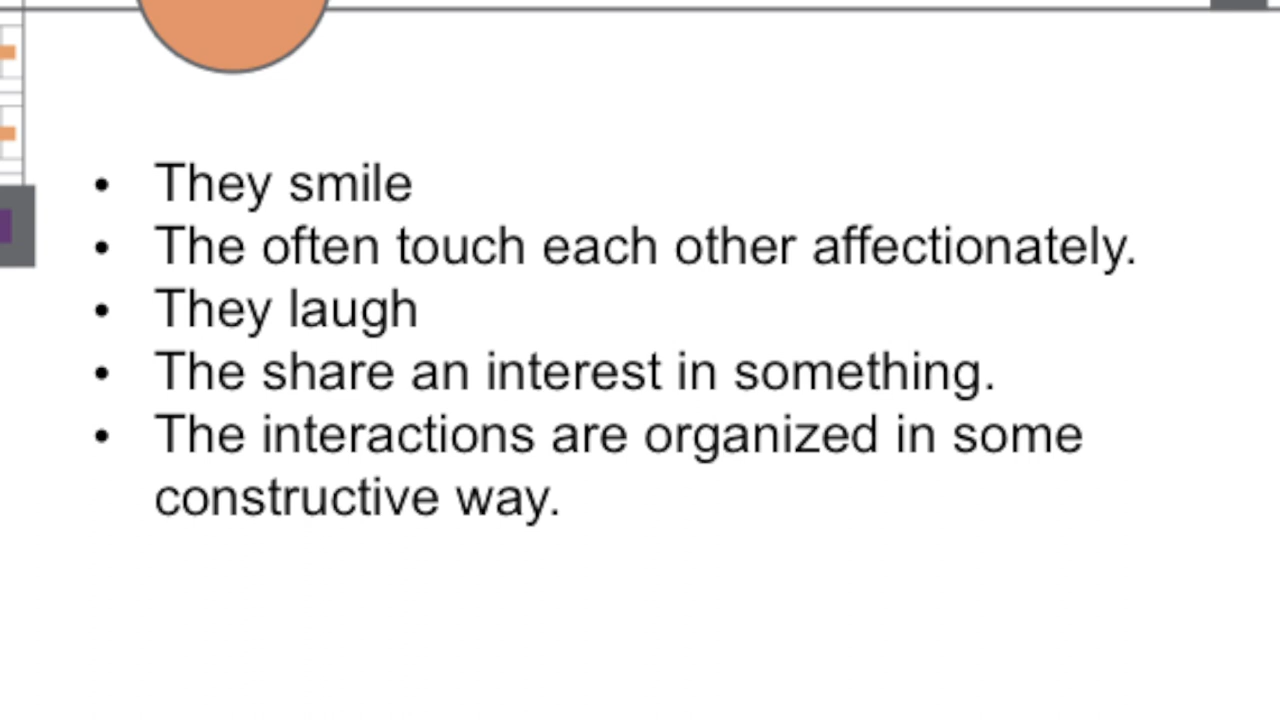 • They smile
• The often touch each other affectionately.
• They laugh
• The share an interest in something.
• The interactions are organized in some
constructive way.